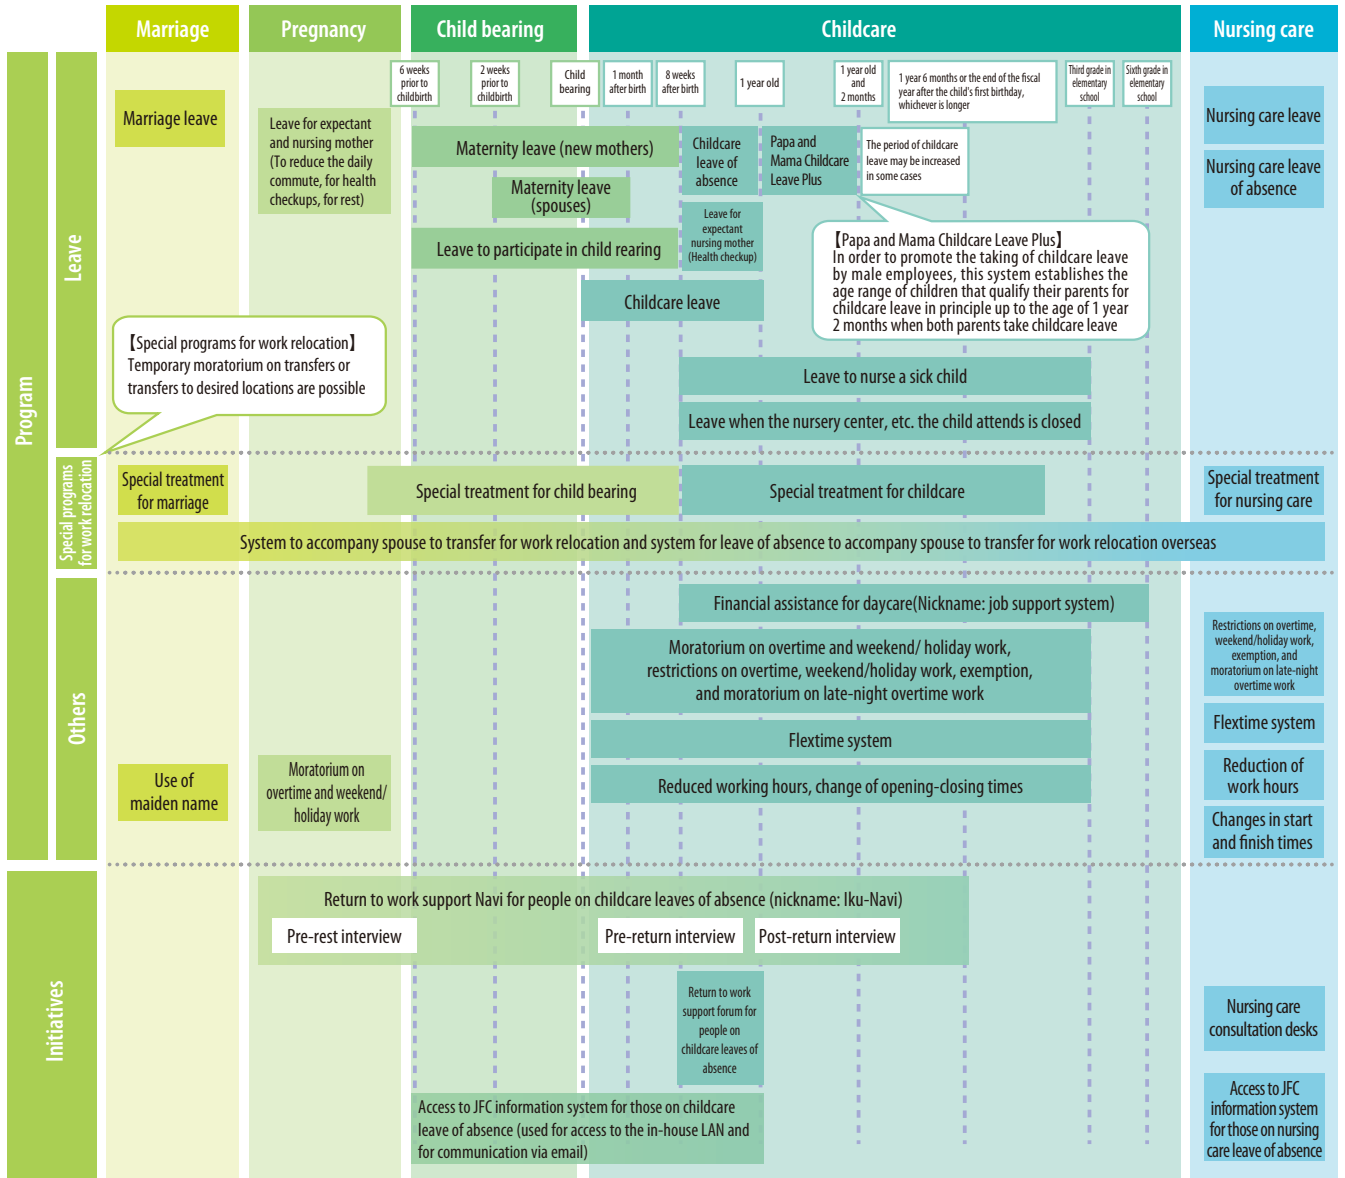 Marriage
Pregnancy
Child bearing
Childcare
Nursing care
Program
Leave
6 weeks
prior to
childbirth
2 weeks
prior to
childbirth
Child
bearing
1 month
after birth
8 weeks
after birth
1 year old
1 year old
and
2 months
1 year 6 months or the end of the fiscal
year after the child's first birthday,
whichever is longer
Third grade in
elementary
school
Sixth grade in
elementary
school
Marriage leave
Leave for expectant
and nursing mother
(To reduce the daily
commute, for health
checkups, for rest)
Maternity leave (new mothers)
Maternity leave
(spouses)
Leave to participate in child rearing
Childcare leave
Childcare
leave of
absence
Papa and
Mama Childcare
Leave Plus
The period of childcare
leave may be increased
in some cases
Leave for
expectant
nursing mother
(Health checkup)
【Papa and Mama Childcare Leave Plus】
In order to promote the taking of childcare leave
by male employees, this system establishes the
age range of children that qualify their parents for
childcare leave in principle up to the age of 1 year
2 months when both parents take childcare leave
Leave to nurse a sick child
Leave when the nursery center, etc. the child attends is closed
Nursing care leave
Nursing care leave
of absence
【Special programs for work relocation】
Temporary moratorium on transfers or
transfers to desired locations are possible
Special programs
for work relocation
Special treatment
for marriage
Special treatment for child bearing
Special treatment for childcare
Special treatment
for nursing care
System to accompany spouse to transfer for work relocation and system for leave of absence to accompany spouse to transfer for work relocation overseas
Others
Financial assistance for daycare(Nickname: job support system)
Moratorium on overtime and weekend/ holiday work,
restrictions on overtime, weekend/holiday work, exemption,
and moratorium on late-night overtime work
Flextime system
Reduced working hours, change of opening-closing times
Use of
maiden name
Moratorium on
overtime and weekend/
holiday work
Restrictions on overtime,
weekend/holiday work,
exemption, and
moratorium on late-night
overtime work
Flextime system
Reduction of
work hours
Changes in start
and finish times
Initiatives
Return to work support Navi for people on childcare leaves of absence (nickname: Iku-Navi)
Pre-rest interview
Pre-return interview
Post-return interview
Return to work
support forum for
people on
childcare leaves of
absence
Access to JFC information system for those on childcare
leave of absence (used for access to the in-house LAN and
for communication via email)
Nursing care
consultation desks
Access to JFC
information system
for those on nursing
care leave of absence